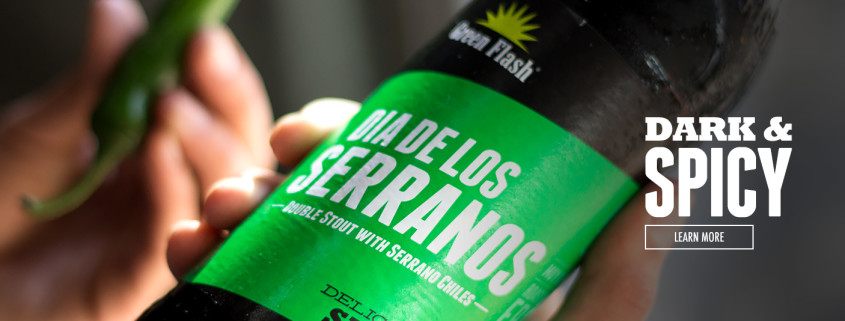 Green Flash
DIA DE LOS
SERRANOS
DOUBLE STOUT WITH SERRANO CHILES
DARK &
SPICY
LEARN MORE